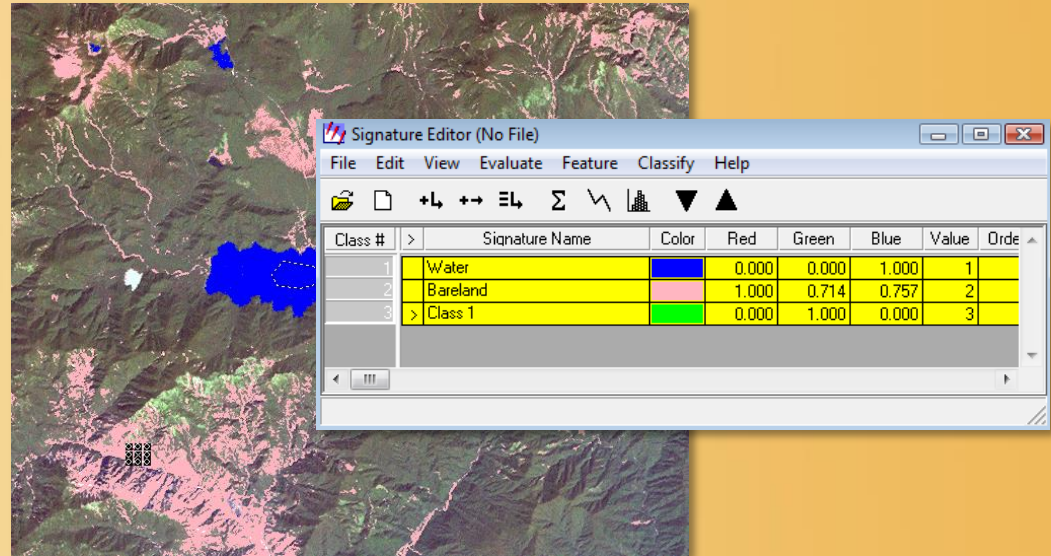 Signature Editor (No File)
File Edit View Evaluate Feature Classify Help
Class # > Signature Name Color Red Green Blue Value Orde
1 Water 0.000 0.000 1.000 1
2 Bareland 1.000 0.714 0.757 2
3 > Class 1 0.000 1.000 0.000 3